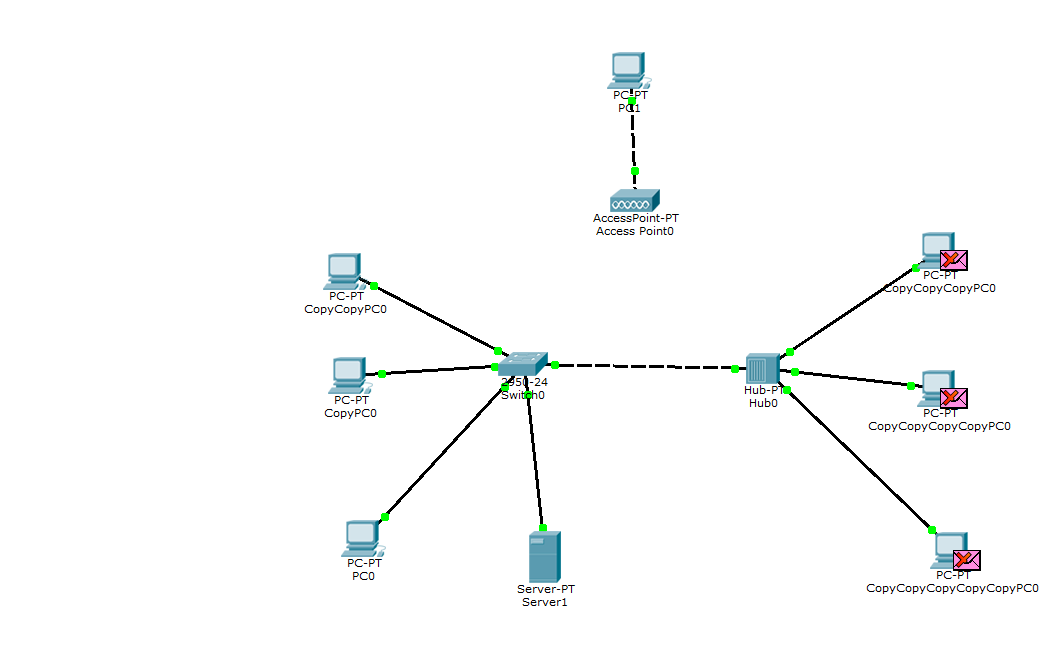 PC-PT
PC1
AccessPoint-PT
Access Point0
PC-PT
CopyCopyPC0
PC-PT
CopyCopyCopyPC0
PC-PT
CopyPC0
2950-24
Switch0
Hub-PT
Hub0
PC-PT
CopyCopyCopyCopyPC0
PC-PT
PC0
Server-PT
Server1
PC-PT
CopyCopyCopyCopyCopyPC0